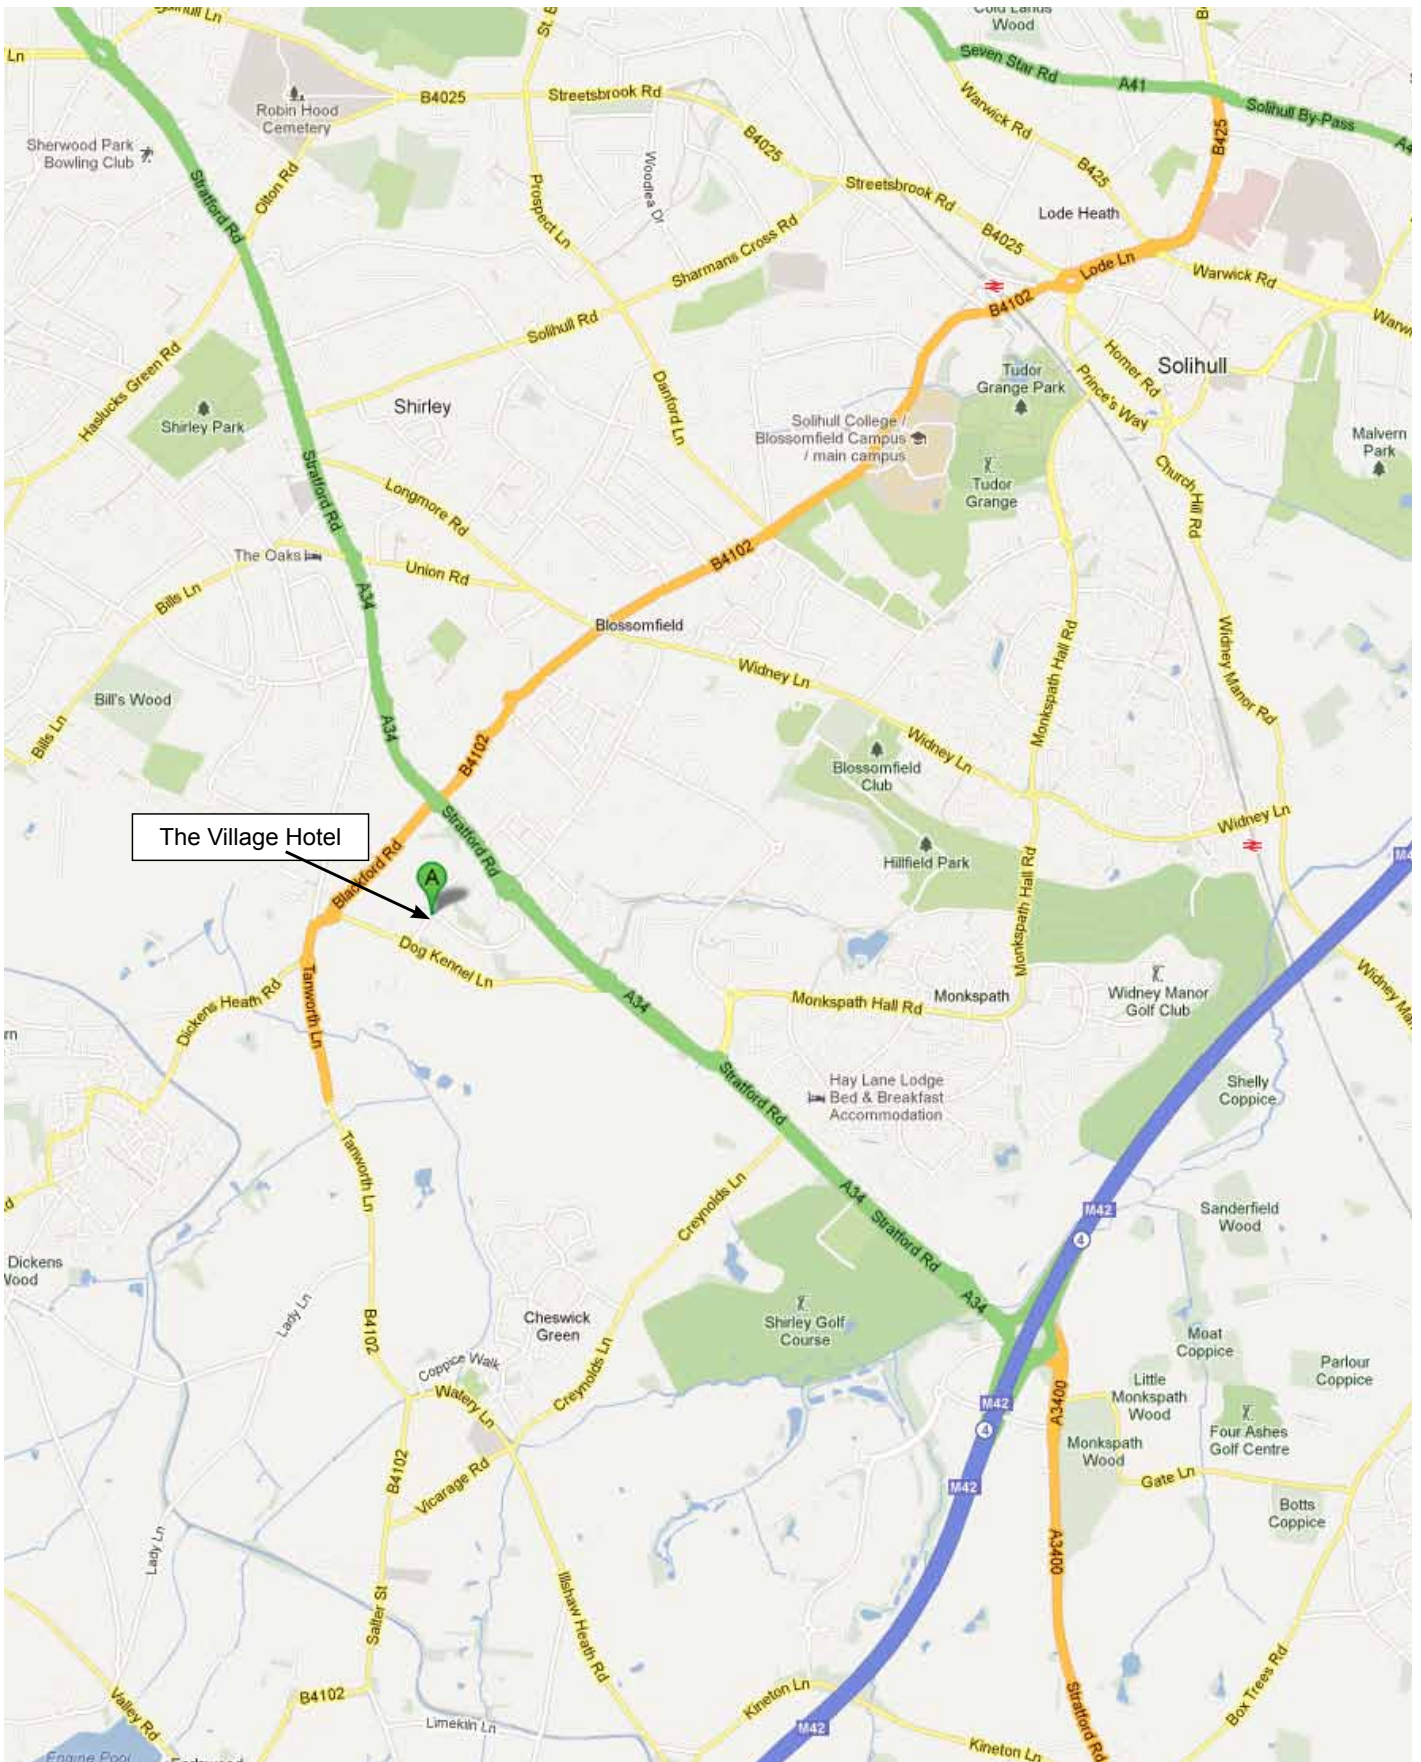 Cold Lands
Wood
Ln
Seven Star Rd
A41
Solihull By-Pass
B4025
Streetsbrook Rd
Robin Hood
Cemetery
Warwick Rd
B425
B425
Sherwood Park
Bowling Club
B4025
Woodlea Dr
Stratford Rd
Olton Rd
Prospect Ln
Streetsbrook Rd
Lode Heath
B4025
Sharmans Cross Rd
Lode Ln
Warwick Rd
B4102
Solihull Rd
Homer Rd
Solihull
Haslucks Green Rd
Danford Ln
Tudor
Grange Park
Prince's Way
Shirley
Shirley Park
Solihull College /
Blossomfield Campus
/ main campus
Malvern
Park
Stratford Rd
Longmore Rd
Tudor
Grange
Church Hill Rd
The Oaks
Union Rd
B4102
A34
Bills Ln
Blossomfield
Widney Ln
Monkspath Hall Rd
Widney Manor Rd
Bill's Wood
Bills Ln
A34
B4102
Widney Ln
Blossomfield
Club
Stratford Rd
Widney Ln
The Village Hotel
Hillfield Park
Blackford Rd
A
Monkspath Hall Rd
Dog Kennel Ln
Tanworth Ln
Dickens Heath Rd
A34
Monkspath Hall Rd
Monkspath
Widney Manor
Golf Club
Stratford Rd
Hay Lane Lodge
Bed & Breakfast
Accommodation
Shelly
Coppice
Tanworth Ln
Creynolds Ln
A34
Stratford Rd
M42
4
Sanderfield
Wood
Dickens
Lady Ln
B4102
Cheswick
Green
A34
Shirley Golf
Course
Moat
Coppice
Parlour
Coppice
Coppice Walk
Watery Ln
Creynolds Ln
M42
4
A3400
Little
Monkspath
Wood
Four Ashes
Golf Centre
Monkspath
Wood
B4102
Vicarage Rd
M42
Gate Ln
Botts
Coppice
Lady Ln
A3400
Salter St
Illshaw Heath Rd
Box Trees Rd
Valley Rd
B4102
Limekiln Ln
Kineton Ln
M42
Stratford Rd
Kineton Ln
Engine Pool